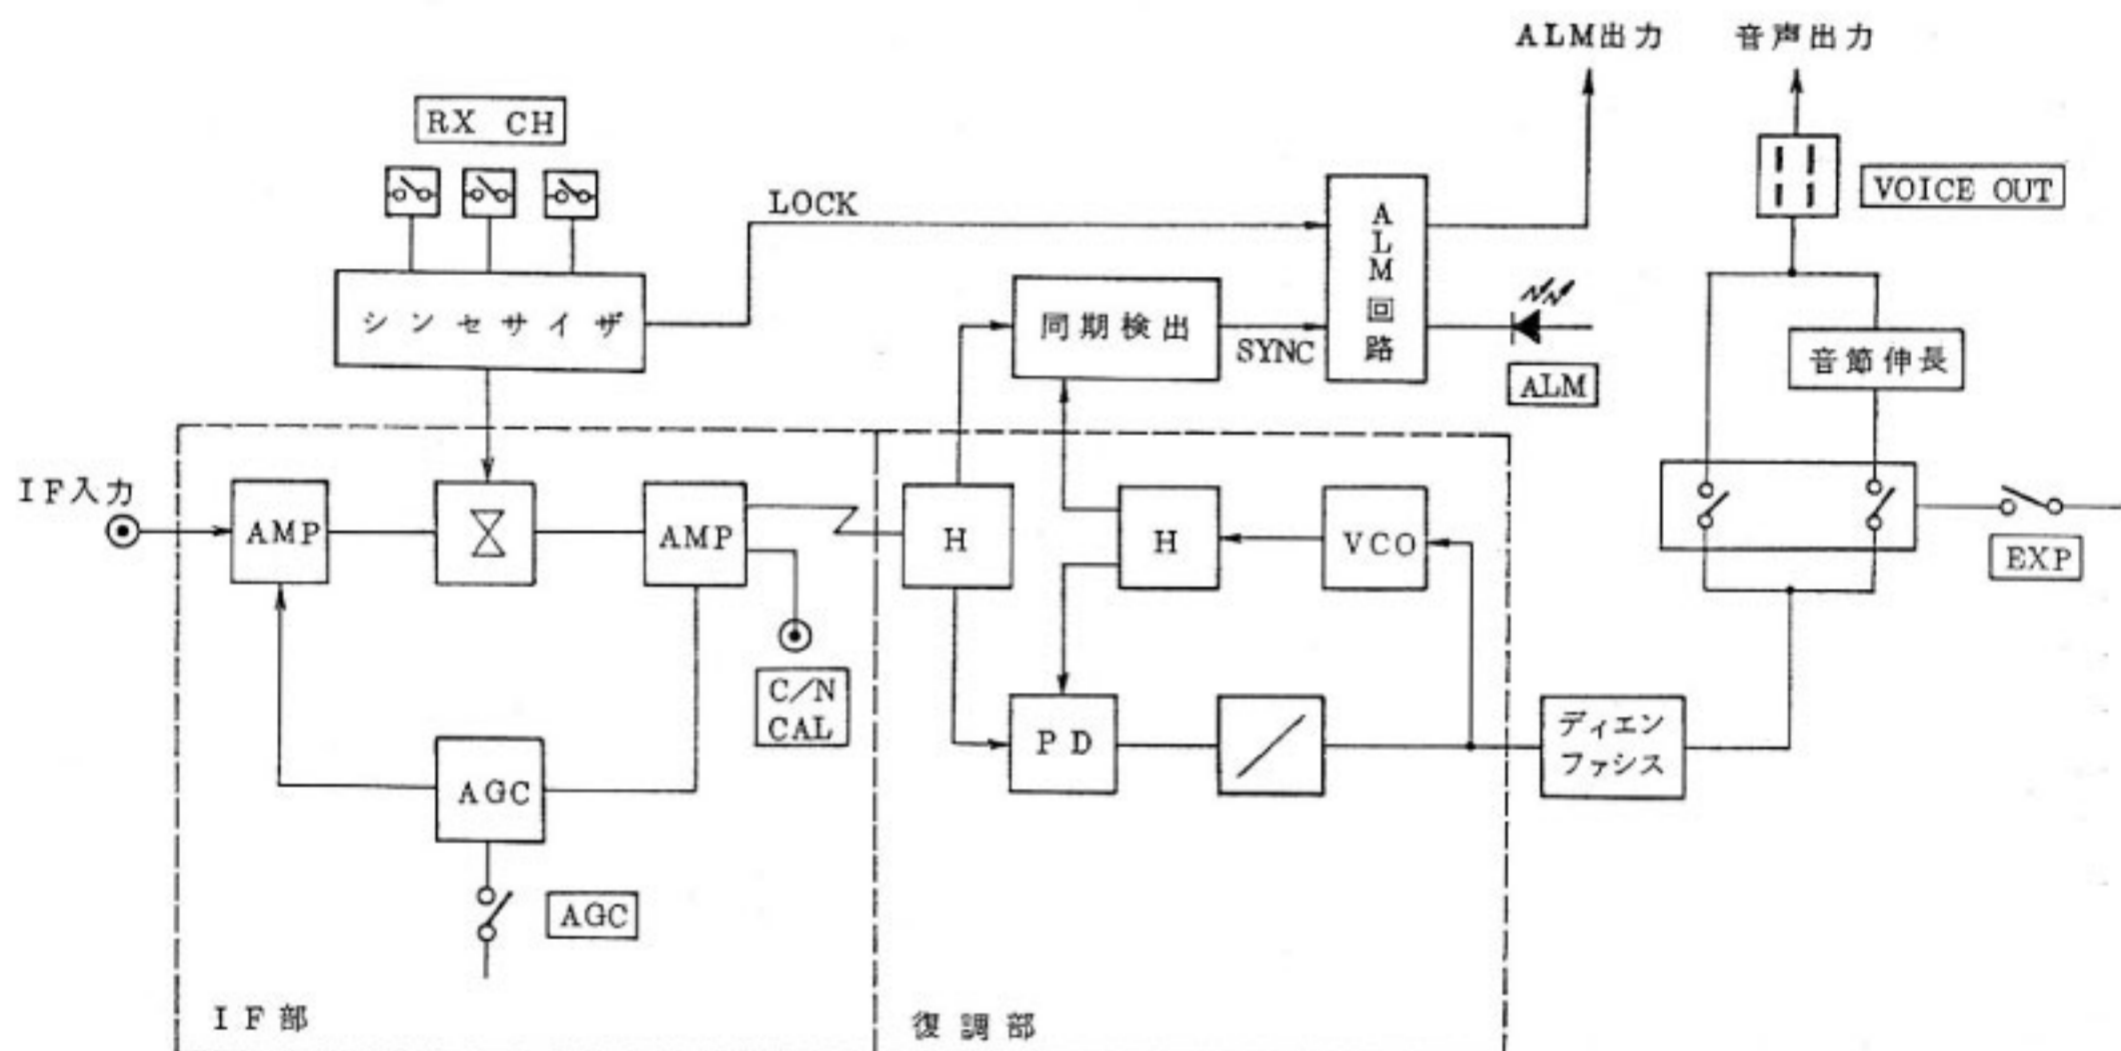 ALM出力
音声出力
RX CH
VOICE OUT
LOCK
ALM回路
シンセサイザ
同期検出
SYNC
ALM
音節伸長
IF入力
AMP
AMP
H
H
VCO
EXP
C/N
CAL
PD
ディエン
ファシス
AGC
AGC
IF部
復調部